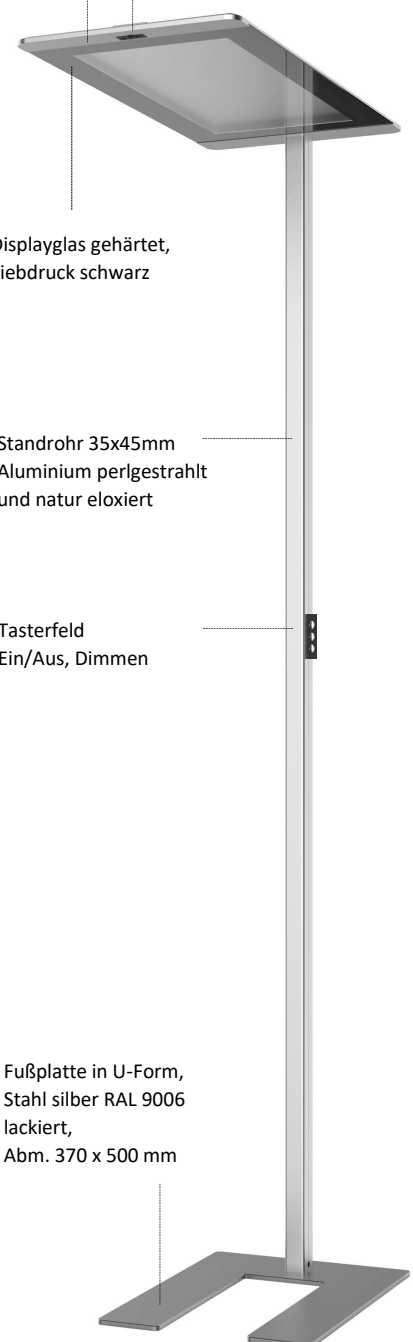 Displayglas gehärtet,
iebdruck schwarz
Standrohr 35x45mm
Aluminium perlgestrahlt
und natur eloxiert
Tasterfeld
Ein/Aus, Dimmen
Fußplatte in U-Form,
Stahl silber RAL 9006
lackiert,
Abm. 370 x 500 mm